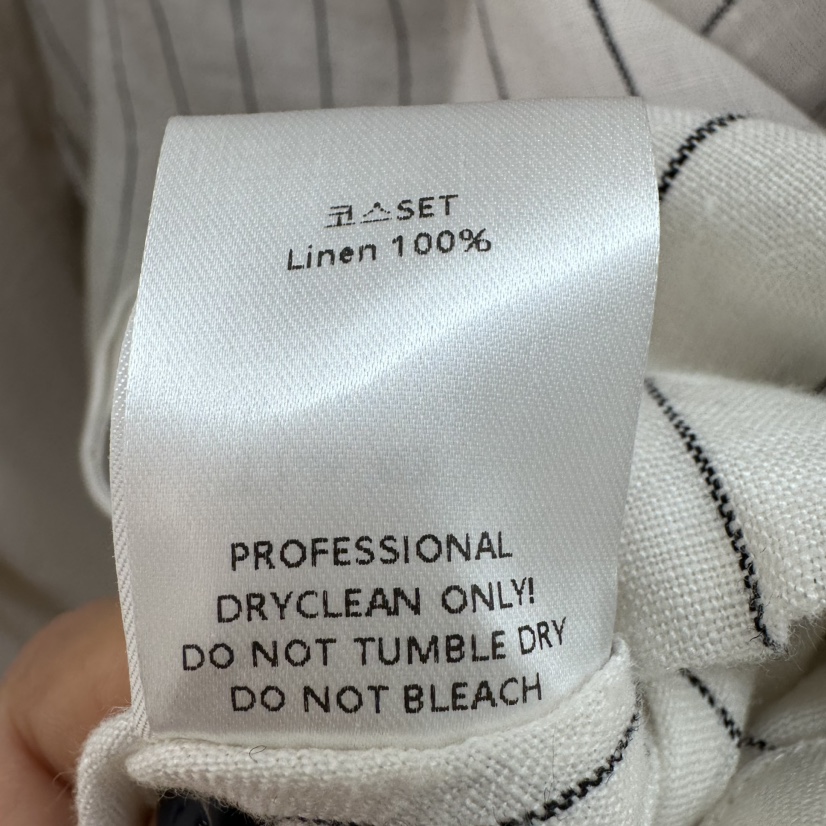 코스SET
Linen 100%
PROFESSIONAL
DRYCLEAN ONLY!
DO NOT TUMBLE DRY
DO NOT BLEACH